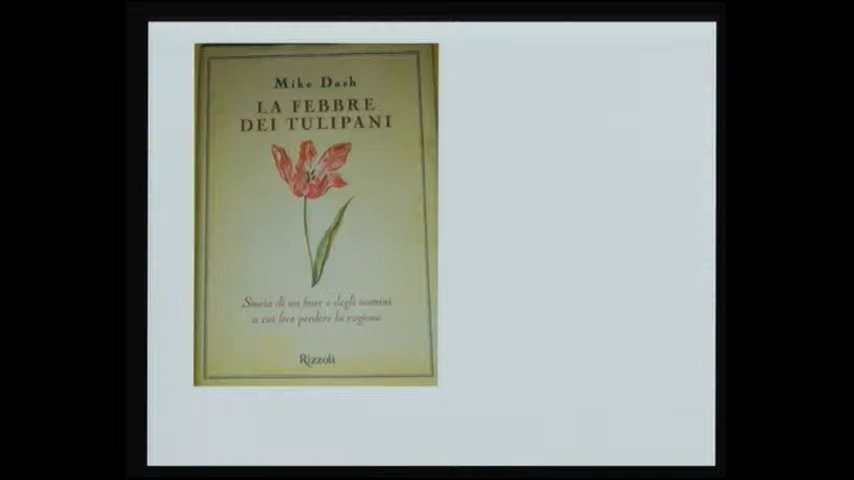 Mike Dash
LA FEBBRE
DEI TULIPANI
Storia di un fiore e degli uomini
a cui fece perdere la ragione
Rizzoli